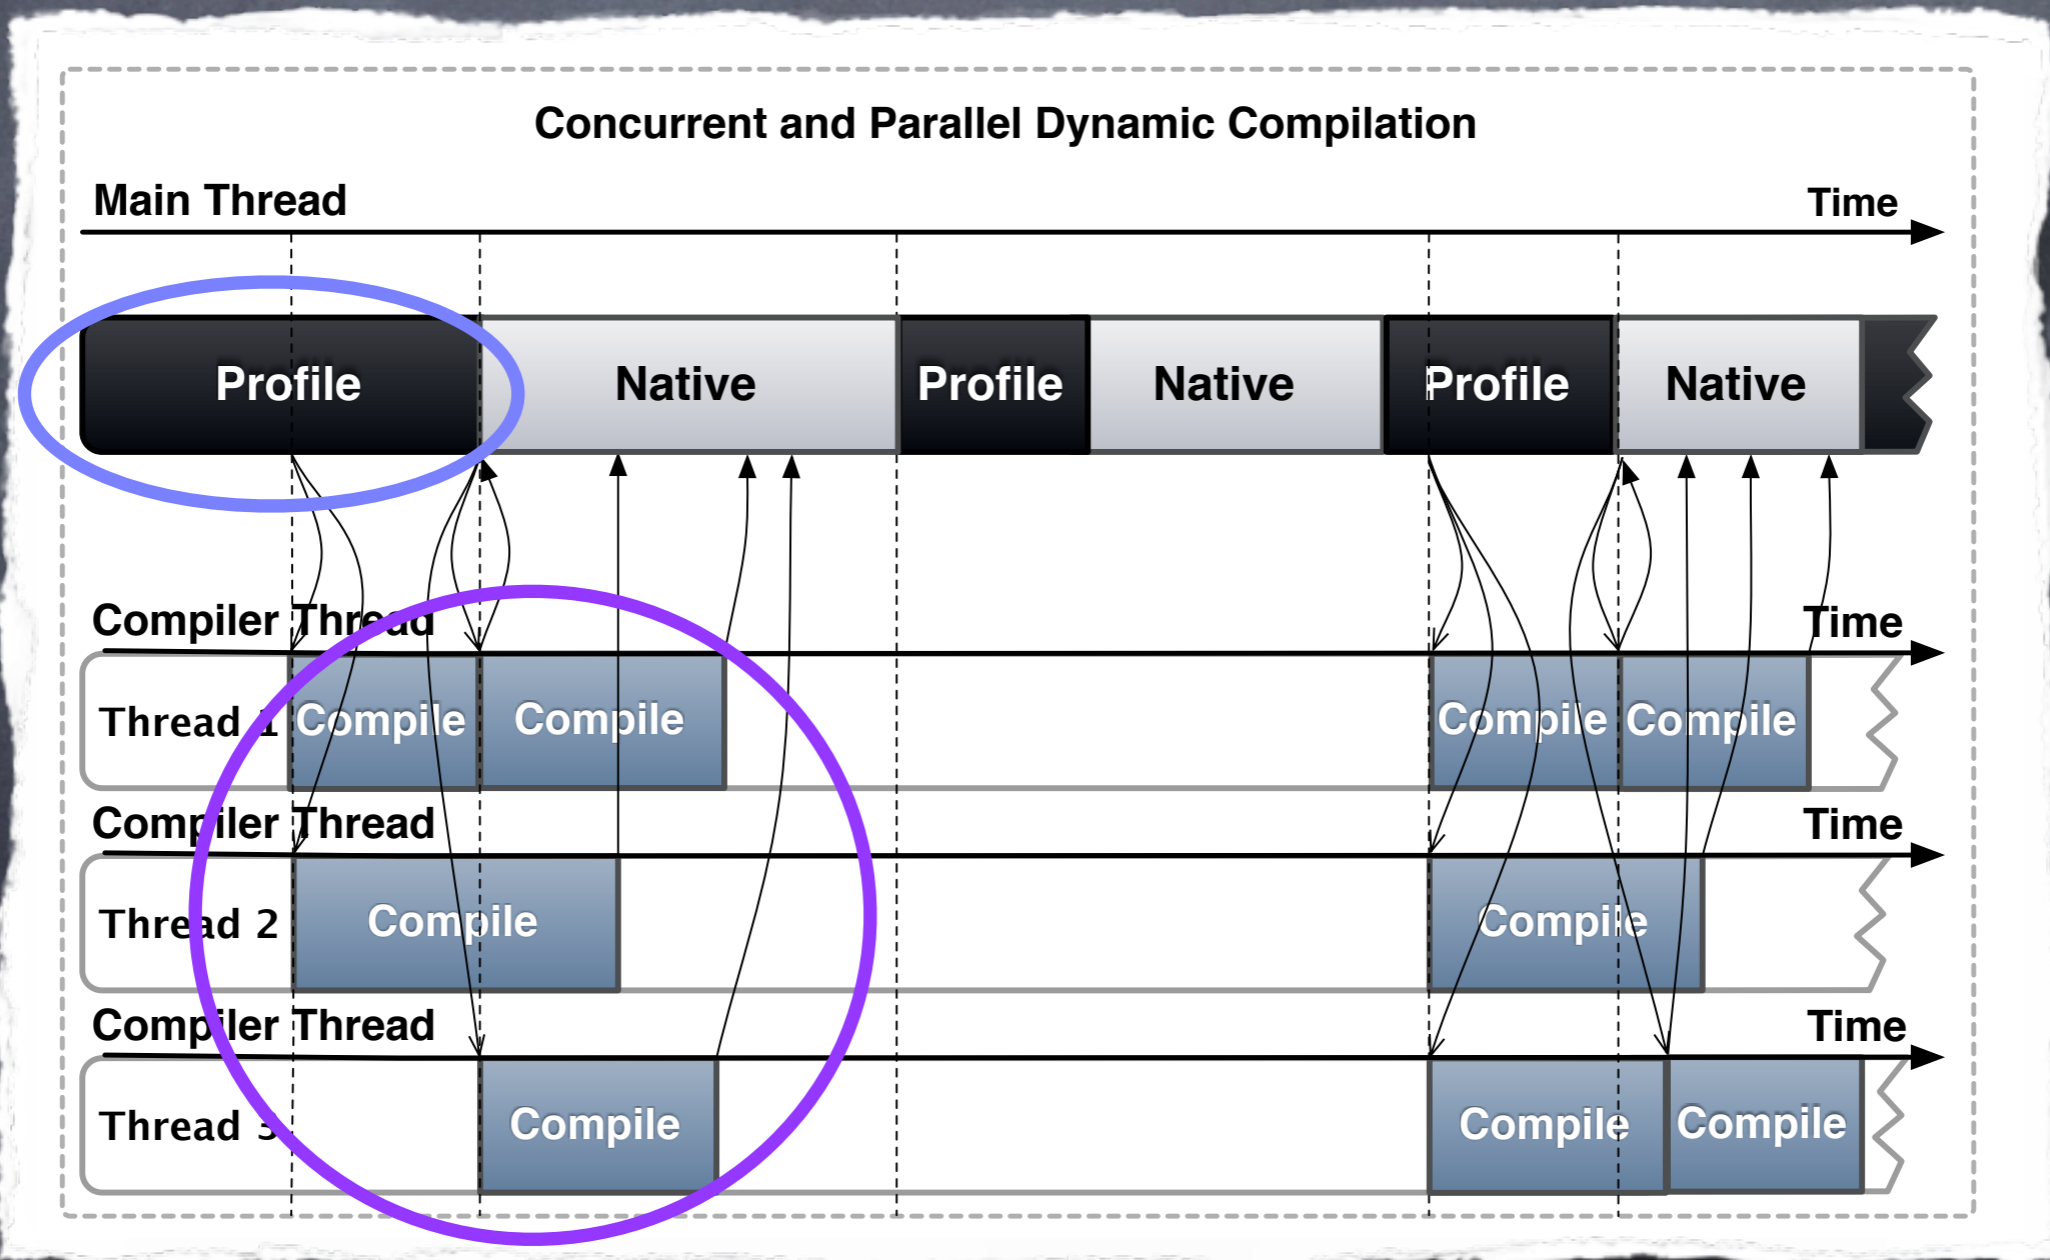 Concurrent and Parallel Dynamic Compilation
Main Thread Time
Profile Native Profile Native Profile Native
Compiler Thread Time
Thread 1 Compile Compile Compile Compile
Compiler Thread Time
Thread 2 Compile Compile
Compiler Thread Time
Thread 3 Compile Compile Compile